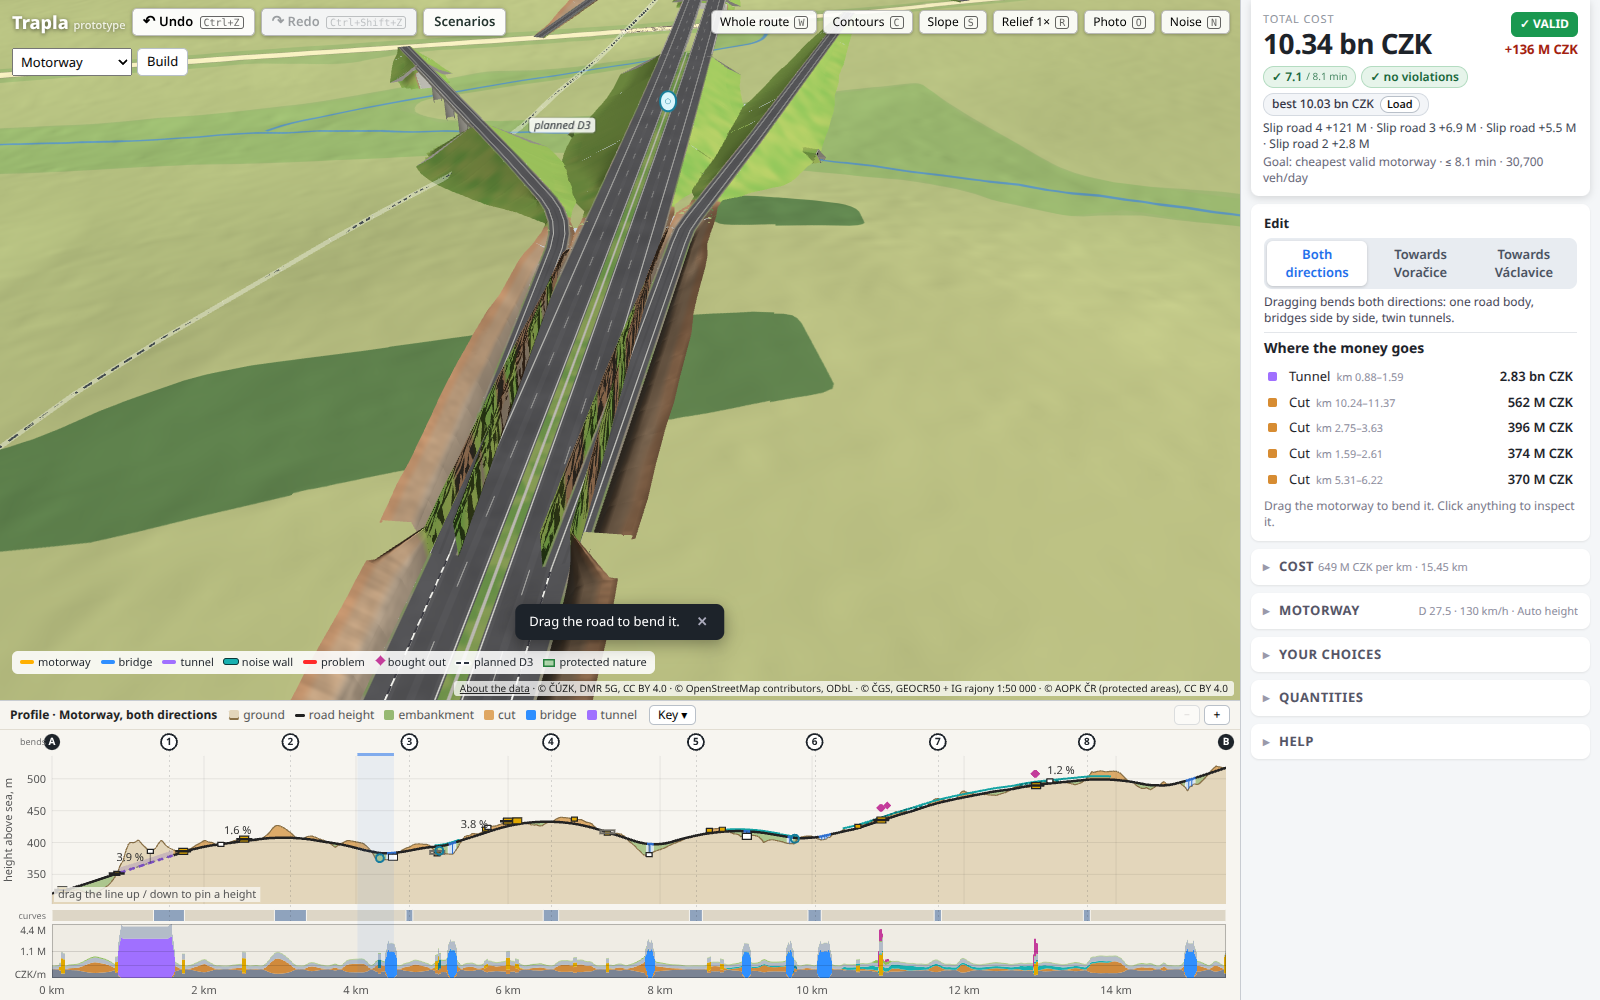 Trapla prototype
↶ Undo Ctrl+Z
↷ Redo Ctrl+Shift+Z
Scenarios
Whole route W
Contours C
Slope S
Relief 1× R
Photo O
Noise N
Motorway
Build
planned D3
Drag the road to bend it. ✕
motorway bridge tunnel noise wall problem bought out planned D3 protected nature
About the data · © ČÚZK, DMR 5G, CC BY 4.0 · © OpenStreetMap contributors, ODbL · © ČGS, GEOCR50 + IG rajony 1:50 000 · © AOPK ČR (protected areas), CC BY 4.0
TOTAL COST
✓ VALID
10.34 bn CZK
+136 M CZK
✓ 7.1 / 8.1 min
✓ no violations
best 10.03 bn CZK Load
Slip road 4 +121 M · Slip road 3 +6.9 M · Slip road +5.5 M
· Slip road 2 +2.8 M
Goal: cheapest valid motorway · ≤ 8.1 min · 30,700
veh/day
Edit
Both
directions
Towards
Voračice
Towards
Václavice
Dragging bends both directions: one road body,
bridges side by side, twin tunnels.
Where the money goes
Tunnel km 0.88–1.59 2.83 bn CZK
Cut km 10.24–11.37 562 M CZK
Cut km 2.75–3.63 396 M CZK
Cut km 1.59–2.61 374 M CZK
Cut km 5.31–6.22 370 M CZK
Drag the motorway to bend it. Click anything to inspect
it.
▶ COST 649 M CZK per km · 15.45 km
▶ MOTORWAY D 27.5 · 130 km/h · Auto height
▶ YOUR CHOICES
▶ QUANTITIES
▶ HELP
Profile · Motorway, both directions ground road height embankment cut bridge tunnel Key ▾ − +
bends A 1 2 3 4 5 6 7 8 B
height above sea, m
500
450
400
350
3.9 %
1.6 %
3.8 %
1.2 %
drag the line up / down to pin a height
curves
4.4 M
1.1 M
CZK/m
0 km 2 km 4 km 6 km 8 km 10 km 12 km 14 km